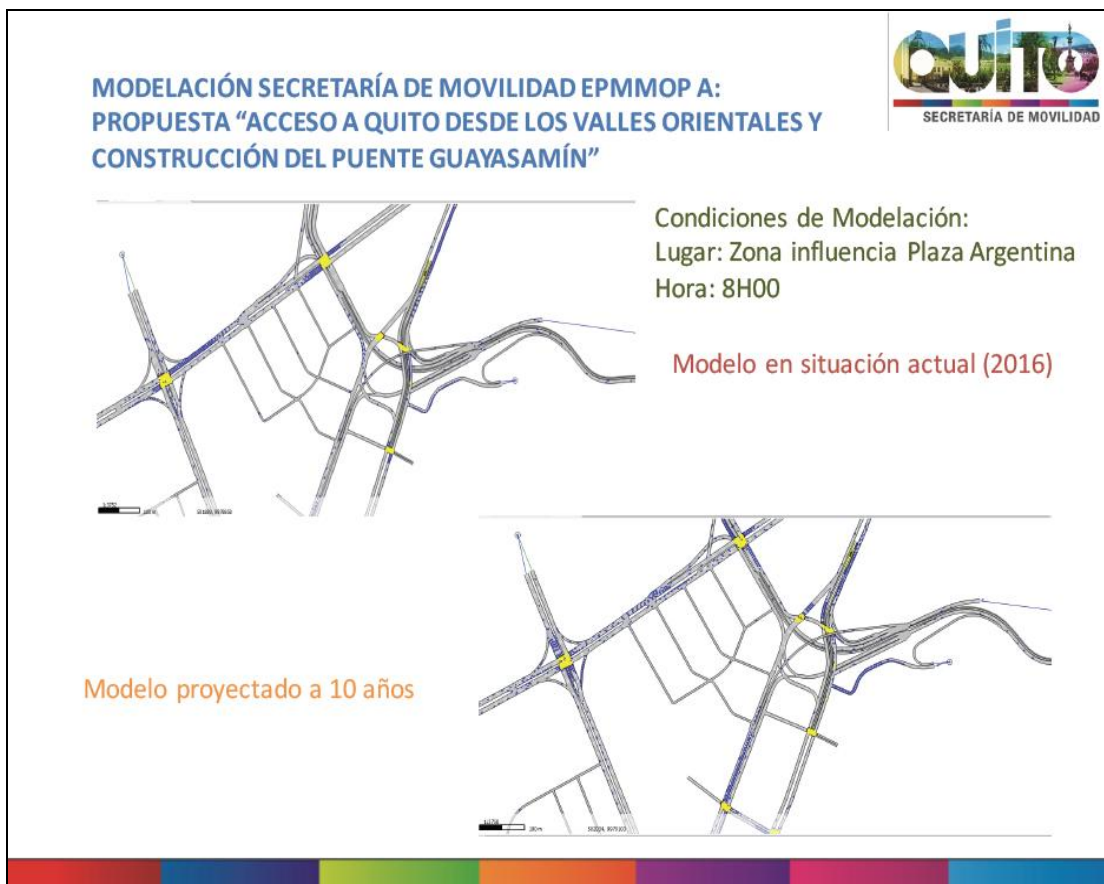 QUITO
SECRETARÍA DE MOVILIDAD
MODELACIÓN SECRETARÍA DE MOVILIDAD EPMMOP A:
PROPUESTA “ACCESO A QUITO DESDE LOS VALLES ORIENTALES Y
CONSTRUCCIÓN DEL PUENTE GUAYASAMÍN”
Condiciones de Modelación:
Lugar: Zona influencia Plaza Argentina
Hora: 8H00
Modelo en situación actual (2016)
Modelo proyectado a 10 años